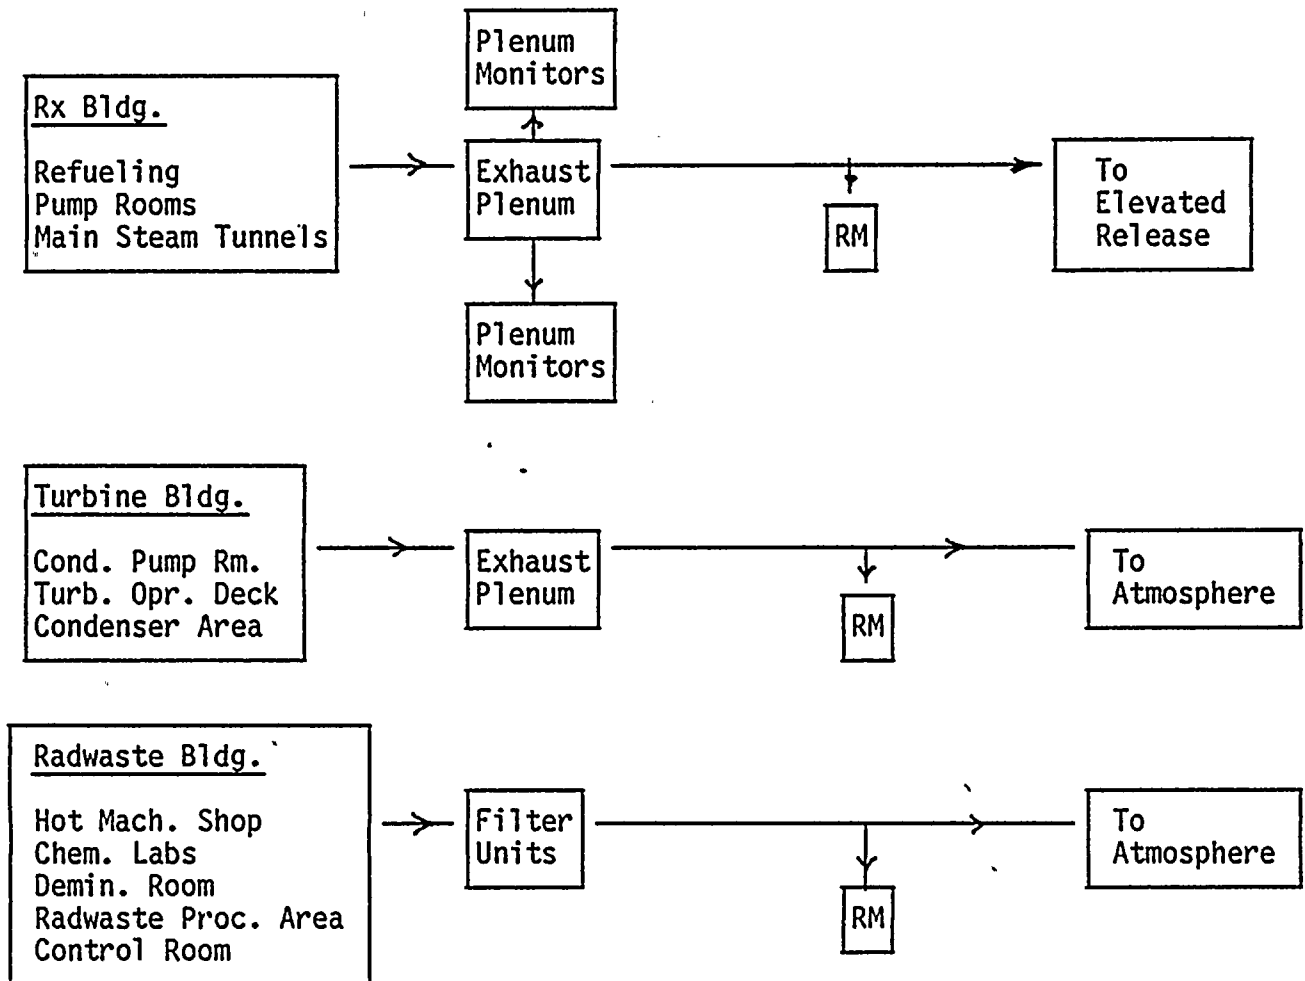 Rx Bldg.
Refueling
Pump Rooms
Main Steam Tunnels
Plenum
Monitors
Exhaust
Plenum
Plenum
Monitors
RM
To
Elevated
Release
Turbine Bldg.
Cond. Pump Rm.
Turb. Opr. Deck
Condenser Area
Exhaust
Plenum
RM
To
Atmosphere
Radwaste Bldg.
Hot Mach. Shop
Chem. Labs
Demin. Room
Radwaste Proc. Area
Control Room
Filter
Units
RM
To
Atmosphere